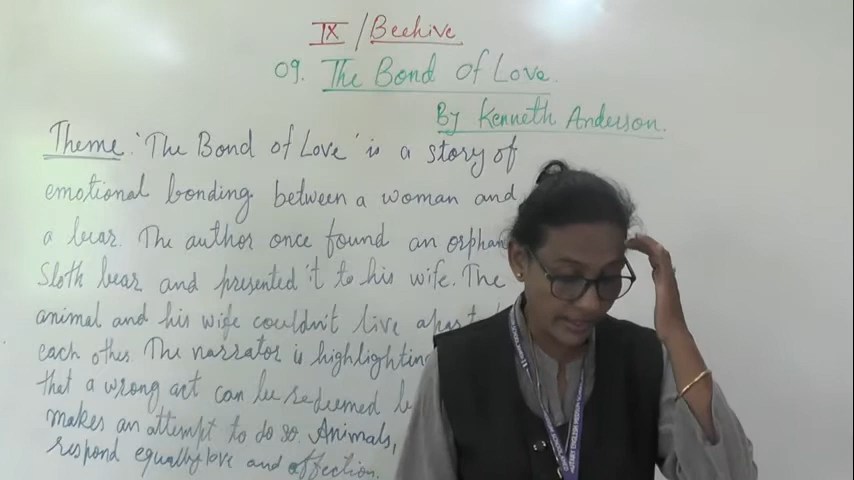 IX / Beehive
09. The Bond of Love.
By Kenneth Anderson.
Theme : 'The Bond of Love' is a story of
emotional bonding between a woman and
a bear. The author once found an orphan
Sloth bear and presented it to his wife. The
animal and his wife couldn't live apart
each other. The narrator is highlighting
that a wrong act can be redeemed
makes an attempt to do so. Animals,
respond equally love and affection.